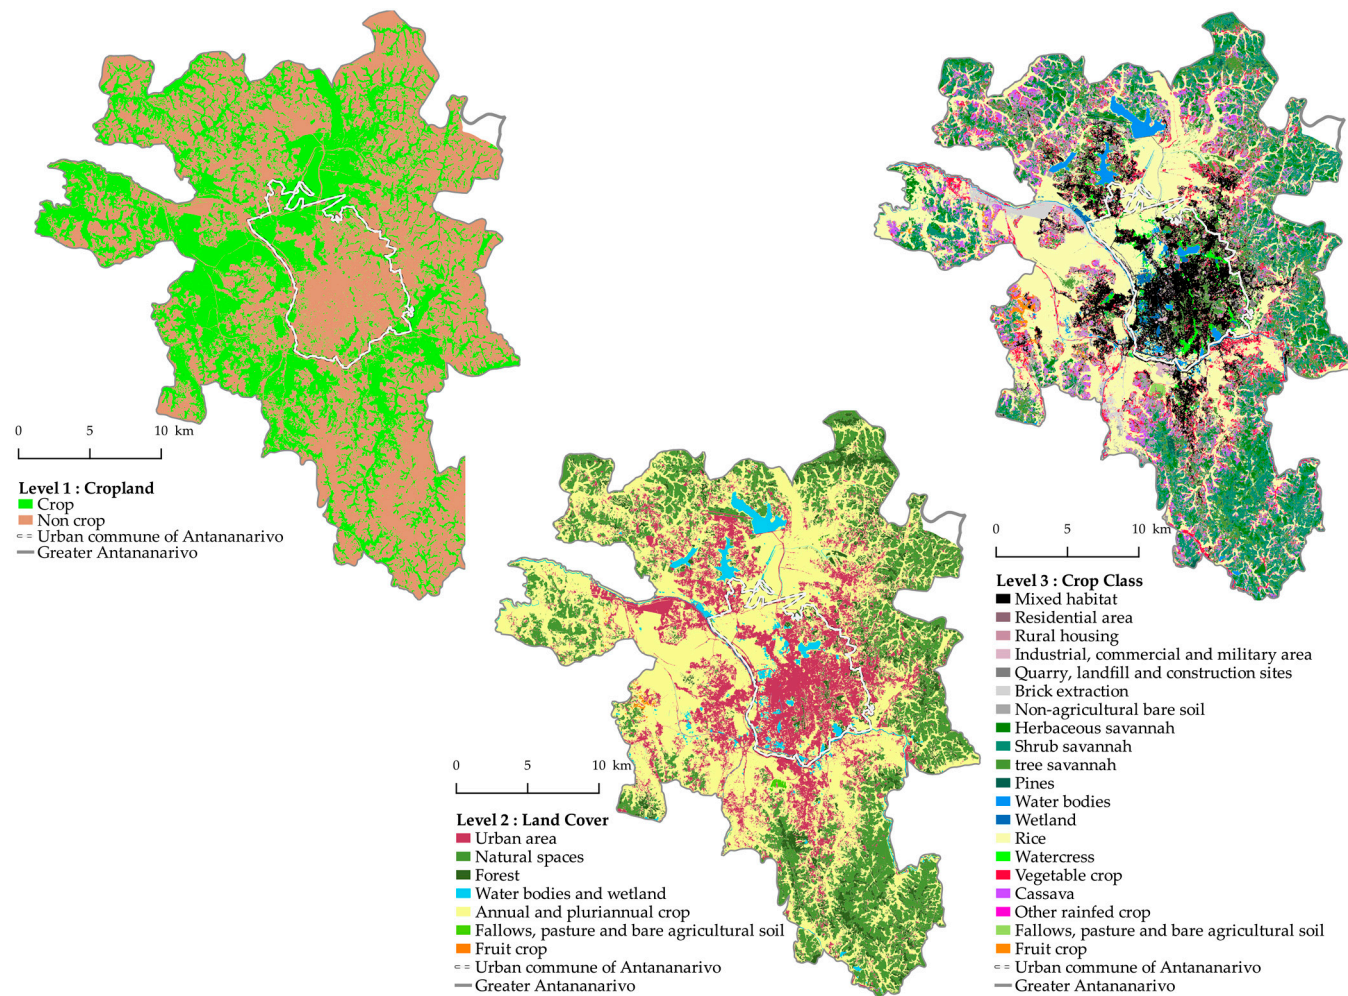 0 5 10 km
Level 1 : Cropland
Crop
Non crop
Urban commune of Antananarivo
Greater Antananarivo
0 5 10 km
Level 2 : Land Cover
Urban area
Natural spaces
Forest
Water bodies and wetland
Annual and pluriannual crop
Fallows, pasture and bare agricultural soil
Fruit crop
Urban commune of Antananarivo
Greater Antananarivo
0 5 10 km
Level 3 : Crop Class
Mixed habitat
Residential area
Rural housing
Industrial, commercial and military area
Quarry, landfill and construction sites
Brick extraction
Non-agricultural bare soil
Herbaceous savannah
Shrub savannah
tree savannah
Pines
Water bodies
Wetland
Rice
Watercress
Vegetable crop
Cassava
Other rainfed crop
Fallows, pasture and bare agricultural soil
Fruit crop
Urban commune of Antananarivo
Greater Antananarivo